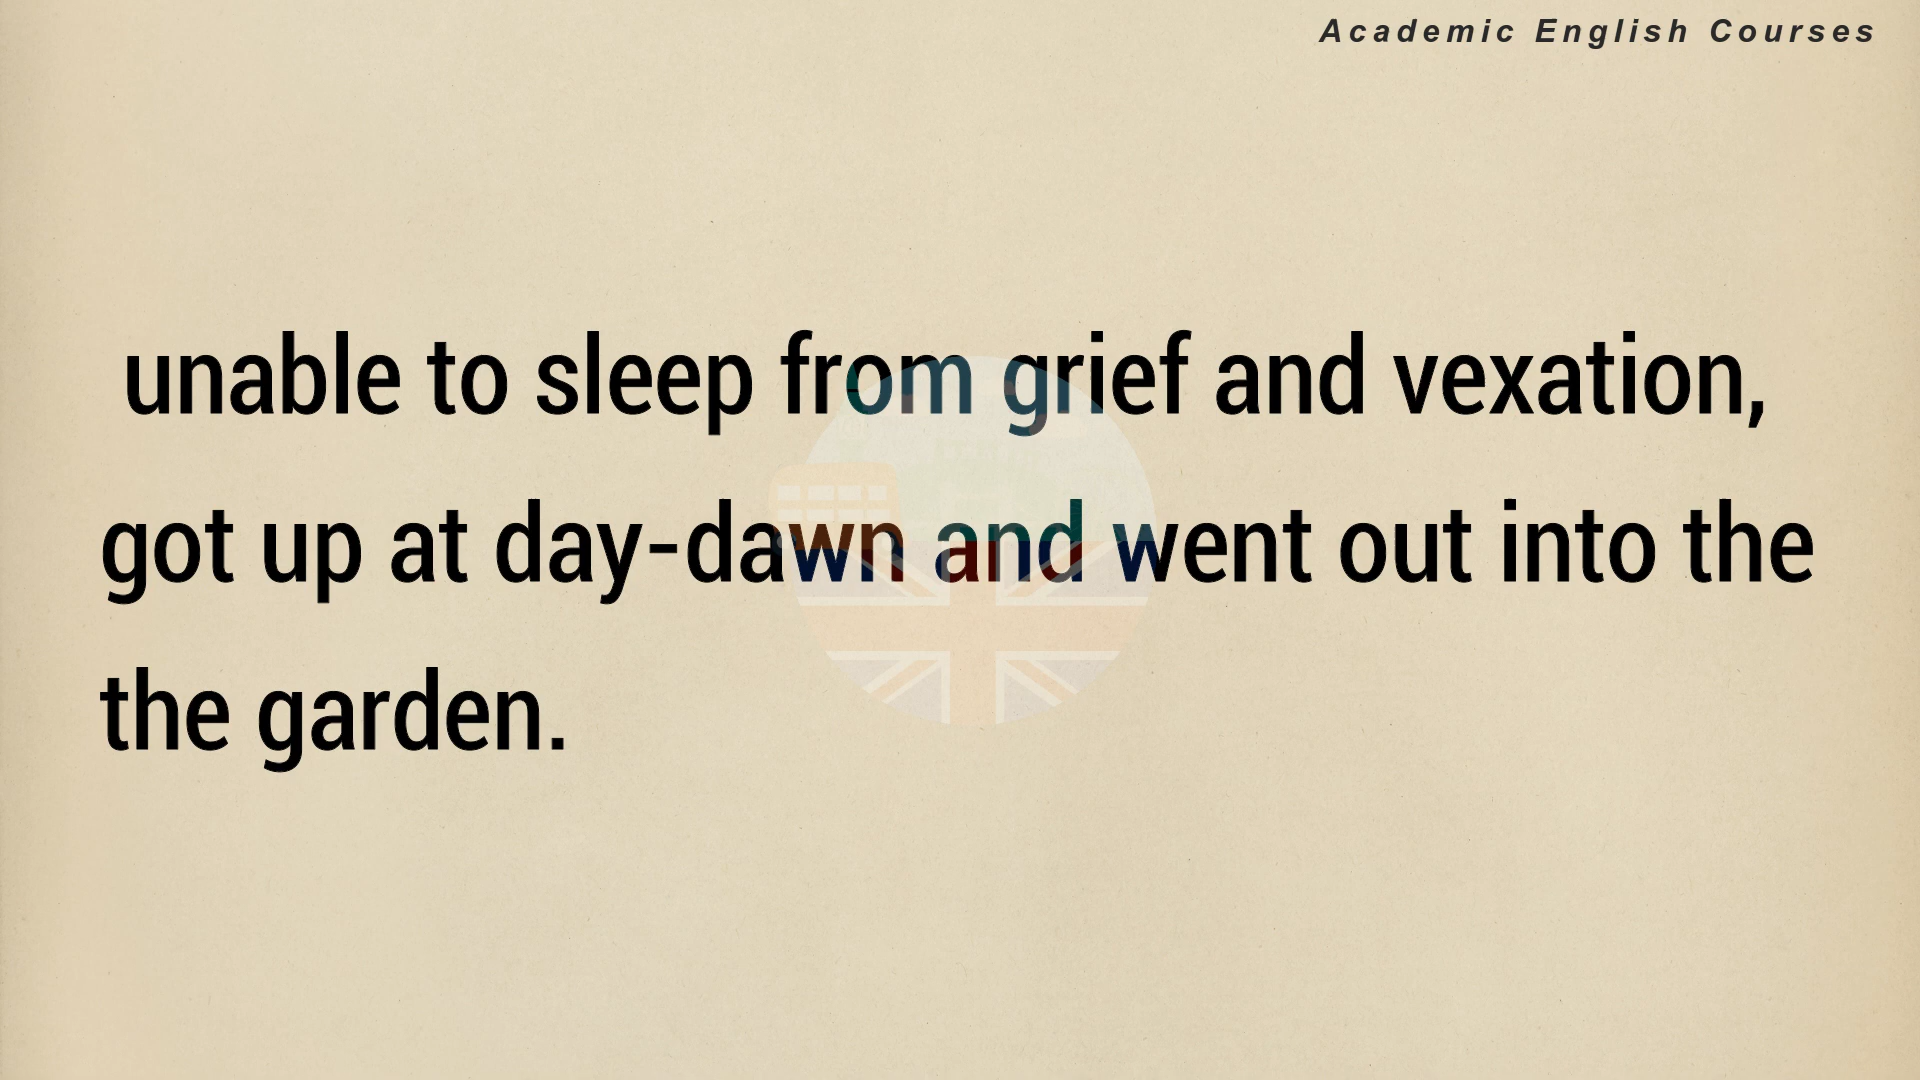 Academic English Courses
unable to sleep from grief and vexation,
got up at day-dawn and went out into the
the garden.